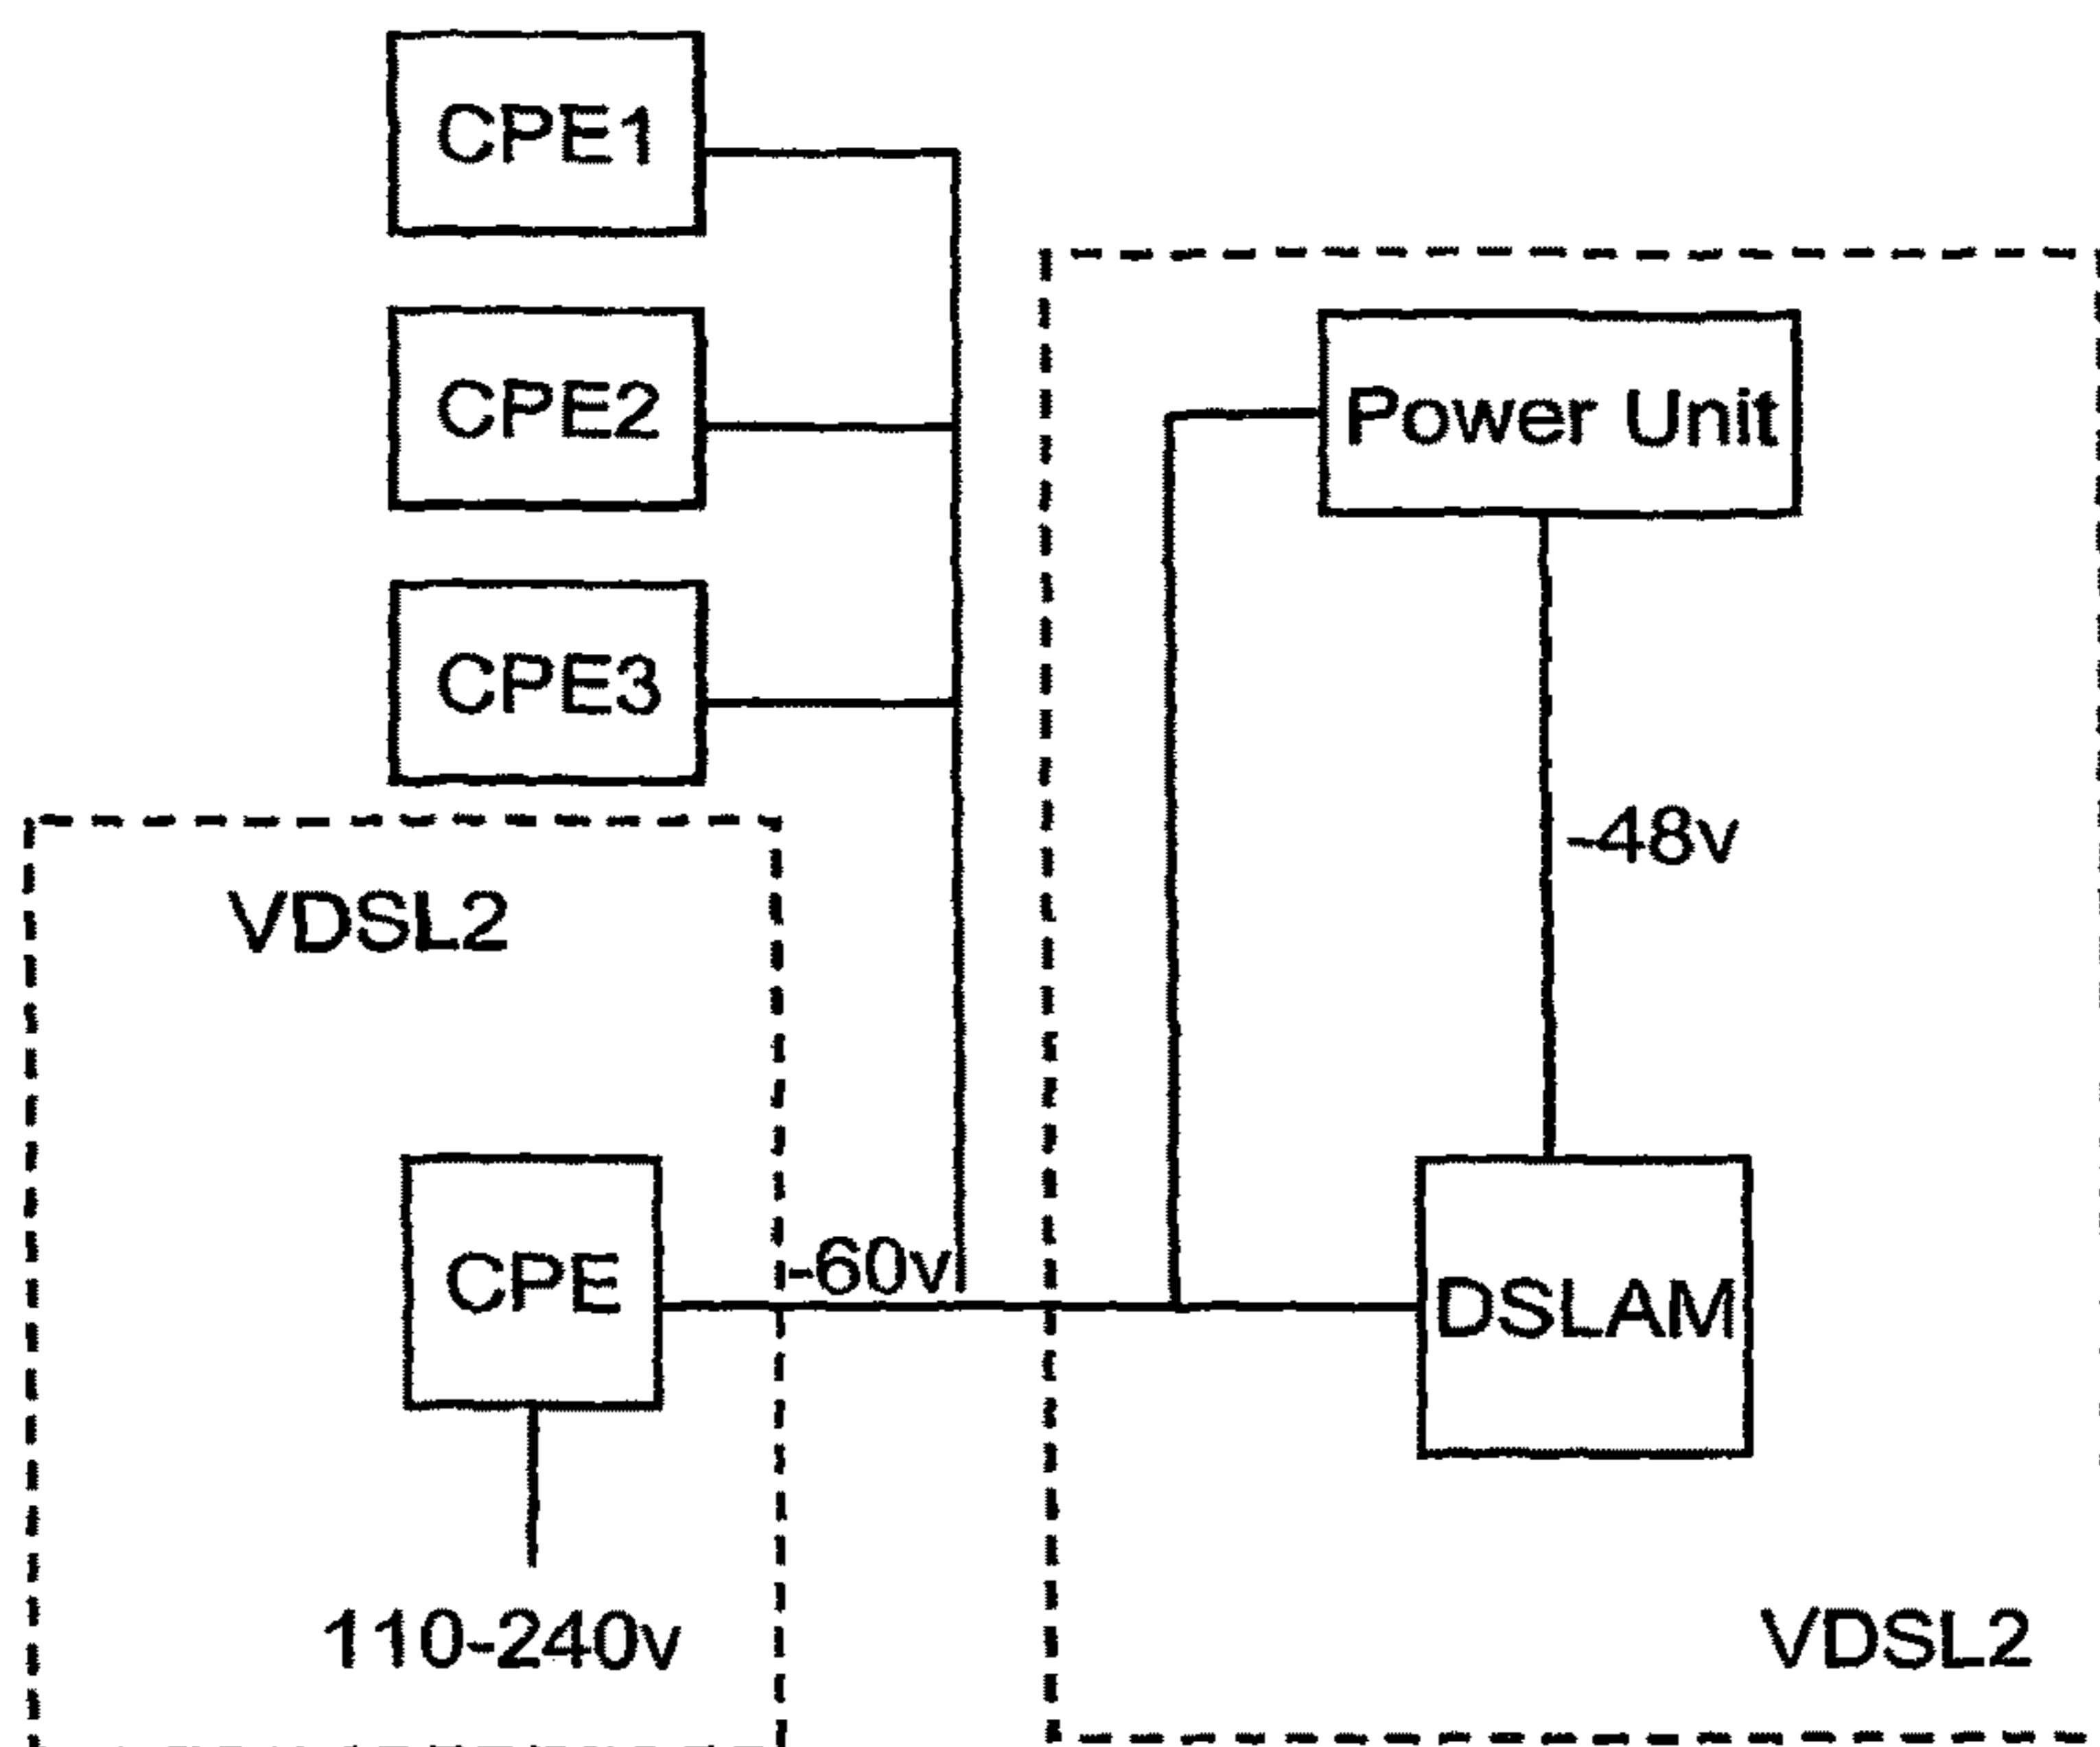 CPE1
CPE2
Power Unit
CPE3
-48v
VDSL2
-60v
CPE
DSLAM
110-240v
VDSL2